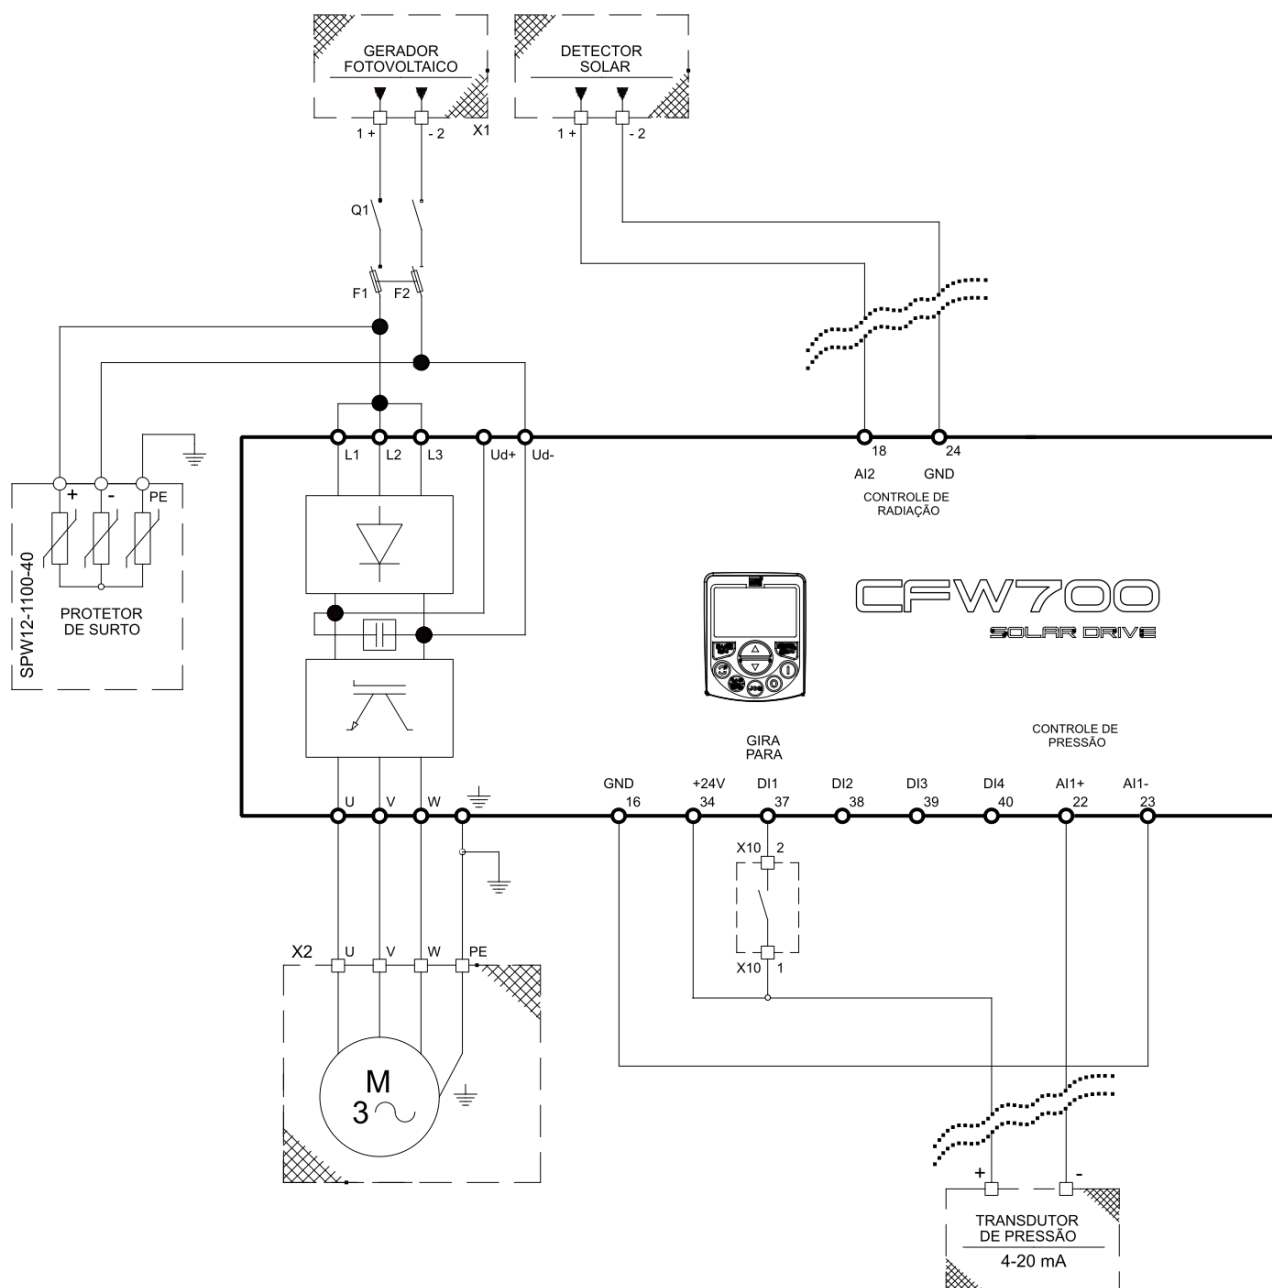 GERADOR
FOTOVOLTAICO
1 +
- 2
X1
DETECTOR
SOLAR
1 +
- 2
Q1
F1
F2
L1
L2
L3
Ud+
Ud-
18
24
AI2
GND
CONTROLE DE
RADIAÇÃO
+
-
PE
SPW12-1100-40
PROTETOR
DE SURTO
CFW700
SOLAR DRIVE
GIRA
PARA
CONTROLE DE
PRESSÃO
U
V
W
GND
16
+24V
34
DI1
37
DI2
38
DI3
39
DI4
40
AI1+
22
AI1-
23
X10
2
X10
1
X2
U
V
W
PE
M
3
+
-
TRANSDUTOR
DE PRESSÃO
4-20 mA